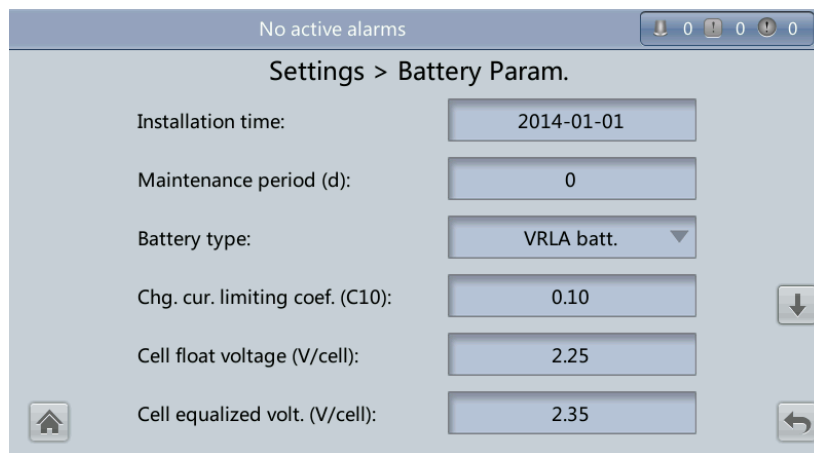 No active alarms 0 0 0
Settings > Battery Param.
Installation time: 2014-01-01
Maintenance period (d): 0
Battery type: VRLA batt.
Chg. cur. limiting coef. (C10): 0.10
Cell float voltage (V/cell): 2.25
Cell equalized volt. (V/cell): 2.35